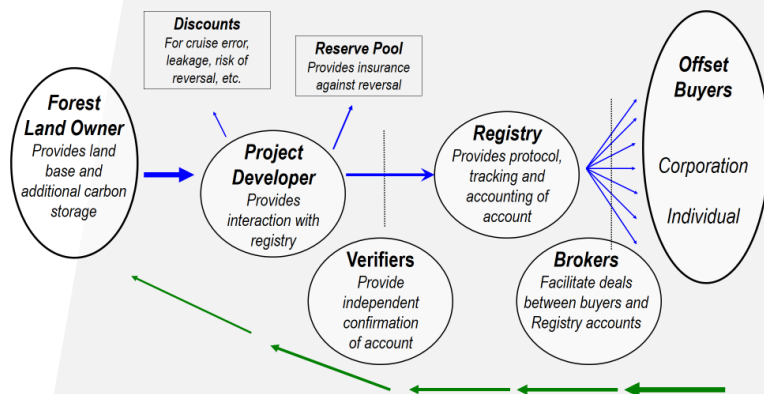 Discounts
For cruise error,
leakage, risk of
reversal, etc.
Reserve Pool
Provides insurance
against reversal
Forest
Land Owner
Provides land
base and
additional carbon
storage
Project
Developer
Provides
interaction with
registry
Registry
Provides protocol,
tracking and
accounting of
account
Offset
Buyers
Corporation
Individual
Verifiers
Provide
independent
confirmation
of account
Brokers
Facilitate deals
between buyers and
Registry accounts